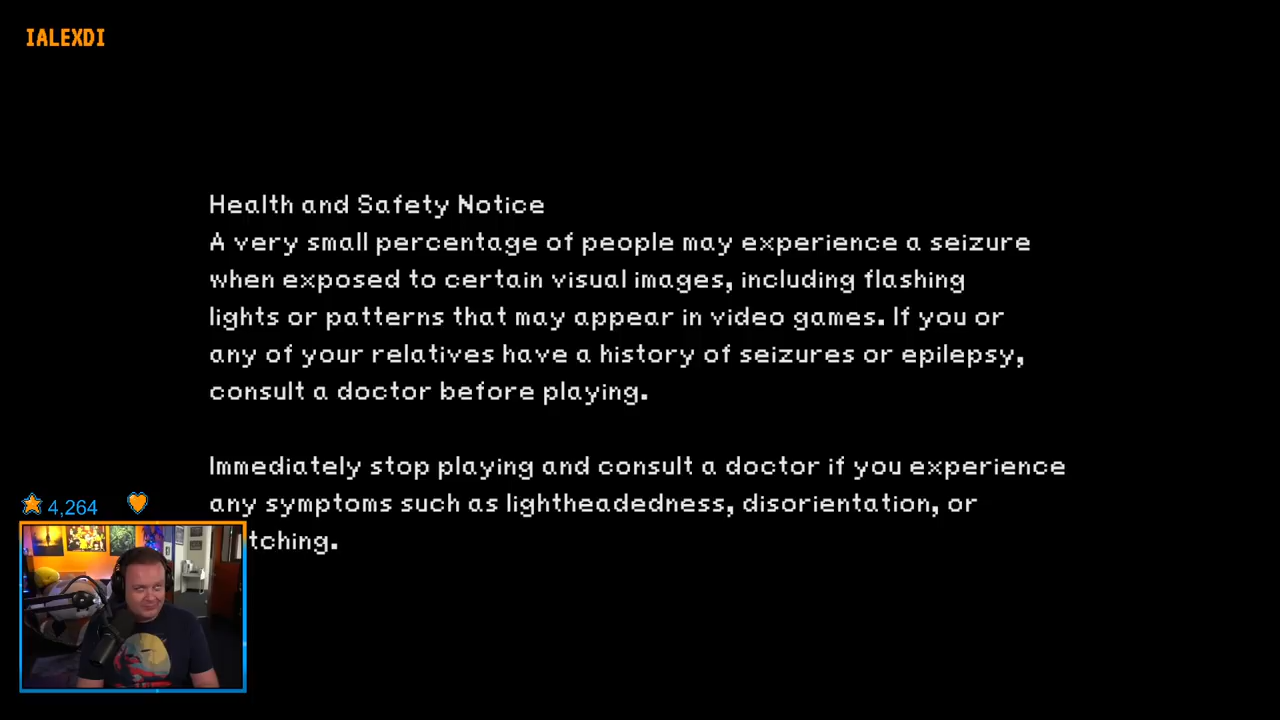 IALEXDI
Health and Safety Notice
A very small percentage of people may experience a seizure
when exposed to certain visual images, including flashing
lights or patterns that may appear in video games. If you or
any of your relatives have a history of seizures or epilepsy,
consult a doctor before playing.
Immediately stop playing and consult a doctor if you experience
any symptoms such as lightheadedness, disorientation, or
4,264